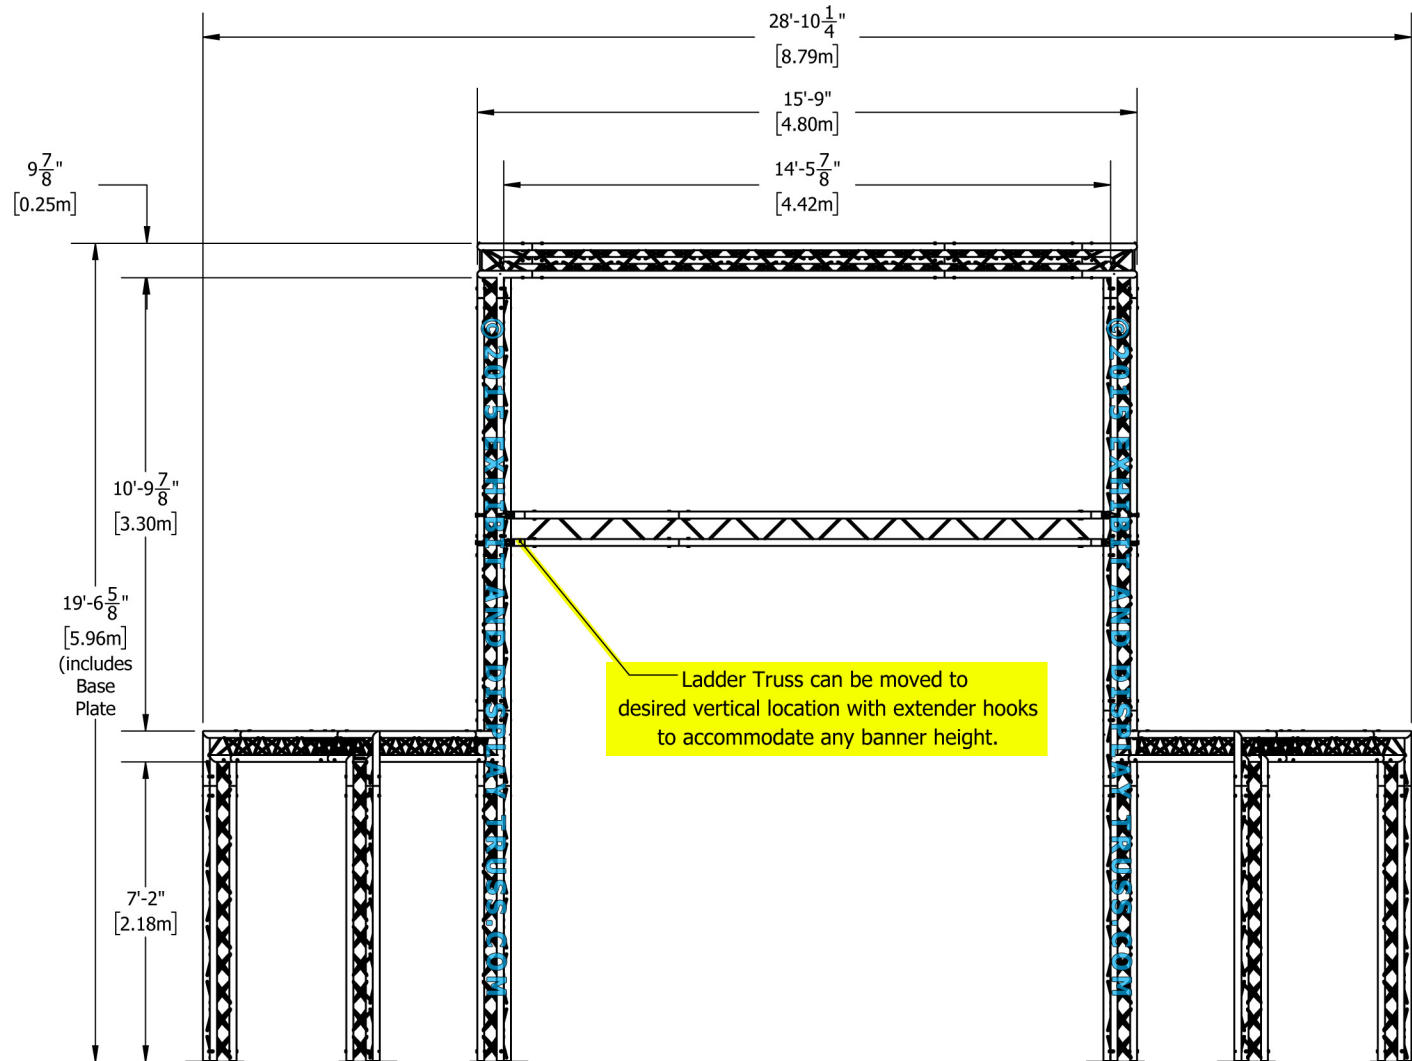 28'-10 1/4"
[8.79m]
15'-9"
[4.80m]
14'-5 7/8"
[4.42m]
9 7/8"
[0.25m]
10'-9 7/8"
[3.30m]
19'-6 5/8"
[5.96m]
(includes
Base
Plate
7'-2"
[2.18m]
Ladder Truss can be moved to
desired vertical location with extender hooks
to accommodate any banner height.
©2015 EXHIBIT AND DISPLAY TRUSS.COM
©2015 EXHIBIT AND DISPLAY TRUSS.COM